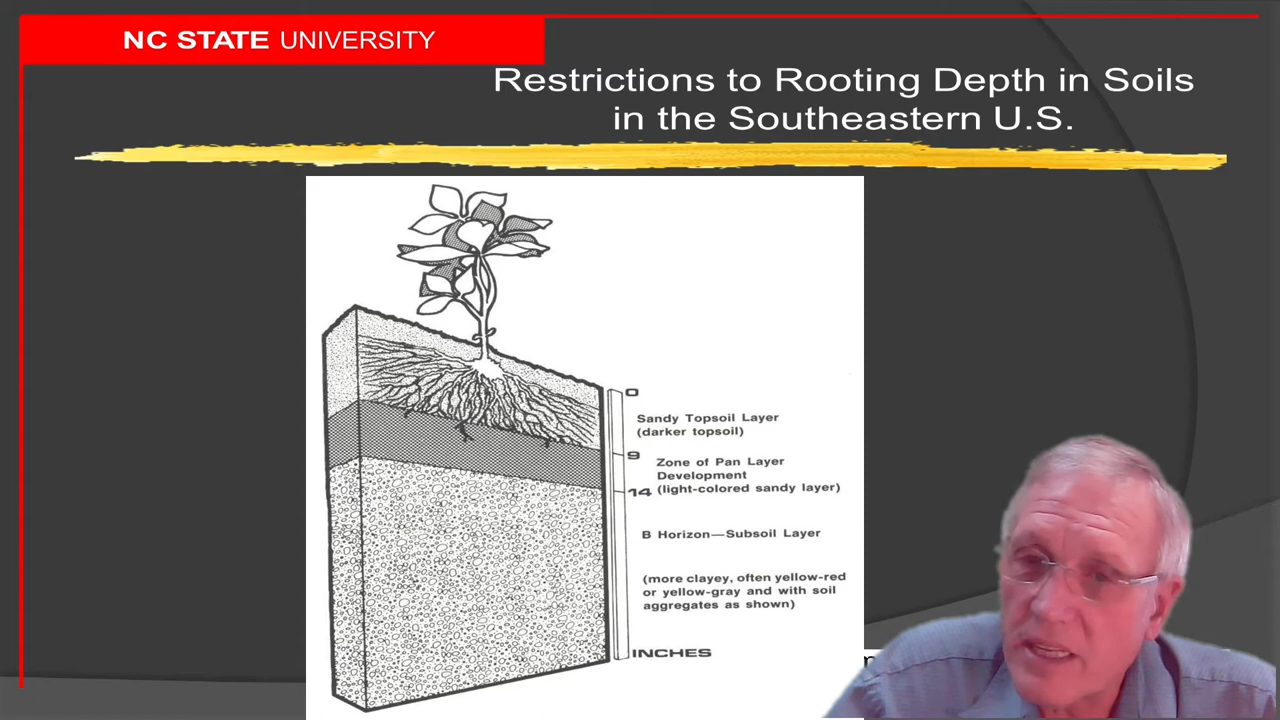 NC STATE UNIVERSITY
Restrictions to Rooting Depth in Soils
in the Southeastern U.S.
0
Sandy Topsoil Layer
(darker topsoil)
9
Zone of Pan Layer
Development
14
(light-colored sandy layer)
B Horizon—Subsoil Layer
(more clayey, often yellow-red
or yellow-gray and with soil
aggregates as shown)
INCHES